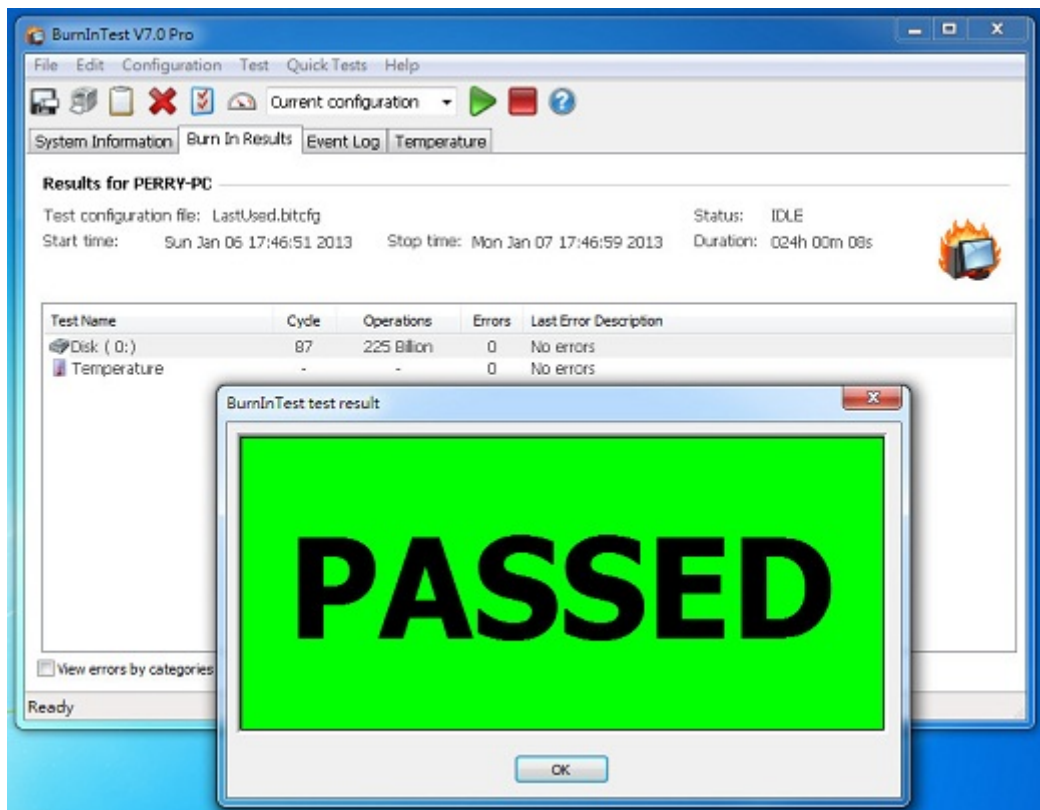 BurnInTest V7.0 Pro
File Edit Configuration Test Quick Tests Help
Current configuration
System Information Burn In Results Event Log Temperature
Results for PERRY-PC
Test configuration file: LastUsed.bitcfg Status: IDLE
Start time: Sun Jan 06 17:46:51 2013 Stop time: Mon Jan 07 17:46:59 2013 Duration: 024h 00m 08s
Test Name Cycle Operations Errors Last Error Description
Disk ( O:) 87 225 Billion 0 No errors
Temperature - - 0 No errors
BurnInTest test result
PASSED
View errors by categories
Ready
OK